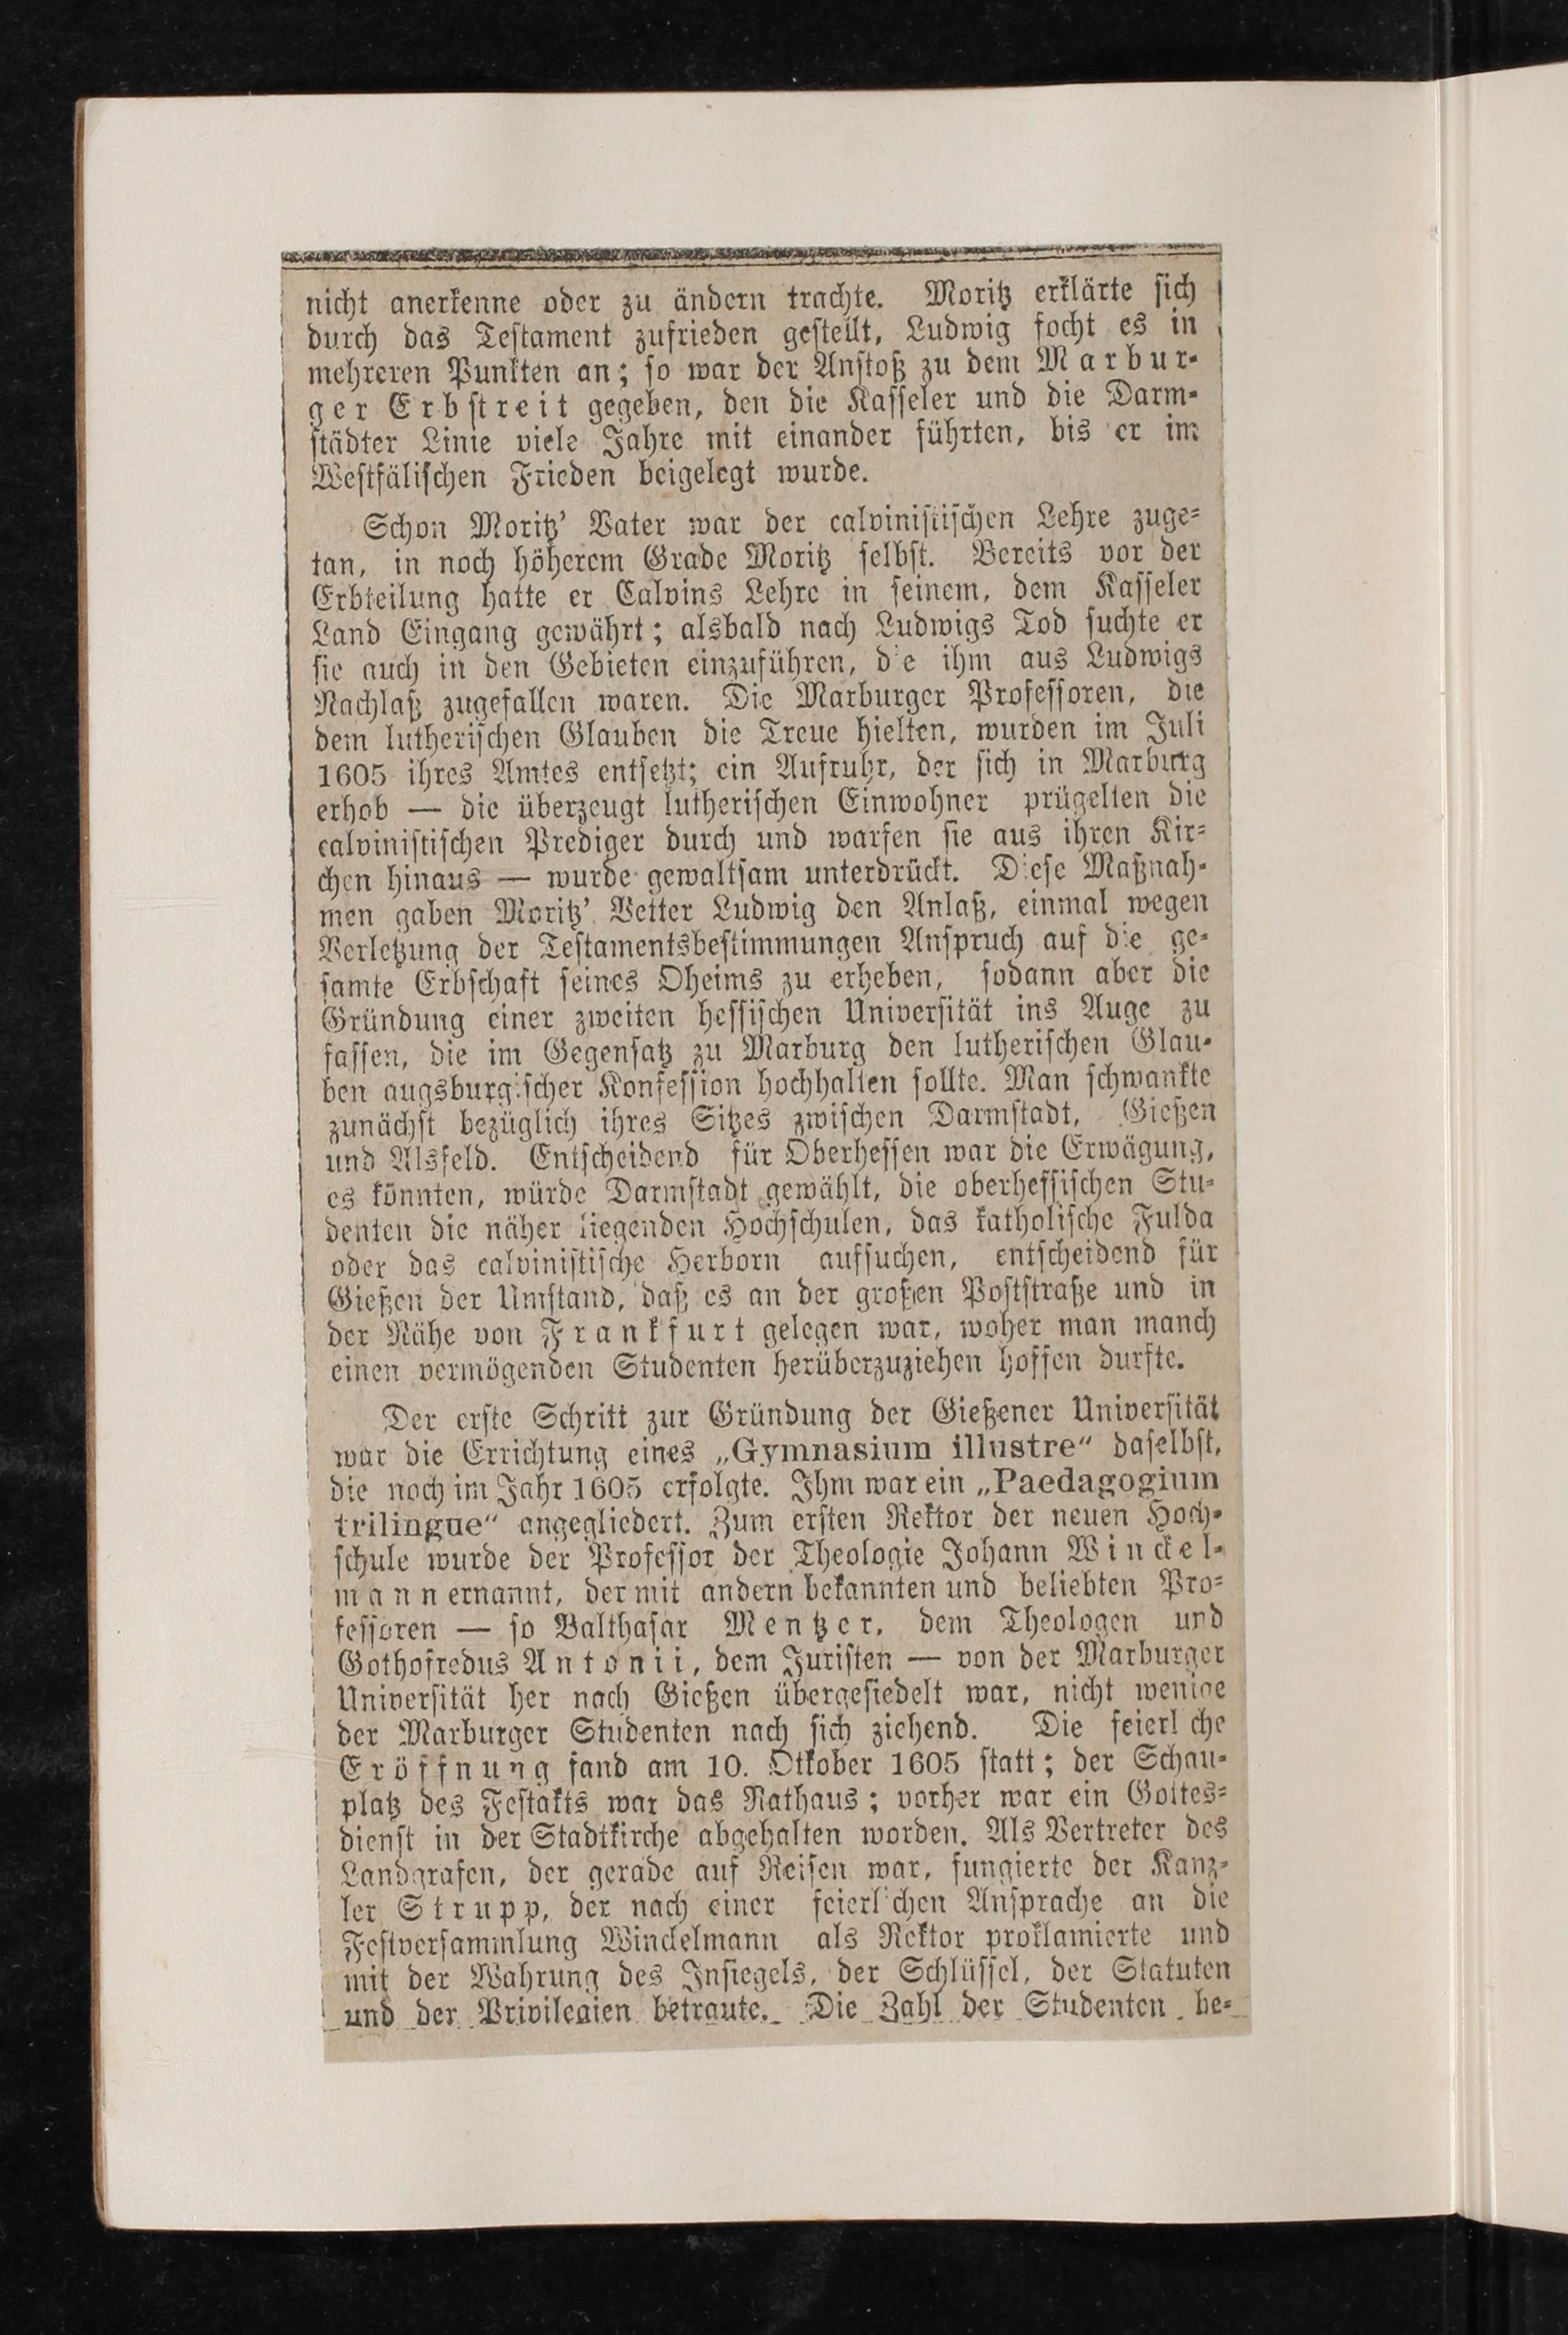 nicht anerkenne oder zu ändern trachte. Moritz erklärte sich
durch das Testament zufrieden gestellt, Ludwig focht es in
mehreren Punkten an; so war der Anstoß zu dem Marbur-
ger Erbstreit gegeben, den die Kasseler und die Darm-
städter Linie viele Jahre mit einander führten, bis er im
Westfälischen Frieden beigelegt wurde.
Schon Moritz' Vater war der calvinistischen Lehre zuge-
tan, in noch höherem Grade Moritz selbst. Bereits vor der
Erbteilung hatte er Calvins Lehre in seinem, dem Kasseler
Land Eingang gewährt; alsbald nach Ludwigs Tod suchte er
sie auch in den Gebieten einzuführen, die ihm aus Ludwigs
Nachlaß zugefallen waren. Die Marburger Professoren, die
dem lutherischen Glauben die Treue hielten, wurden im Juli
1605 ihres Amtes entsetzt; ein Aufruhr, der sich in Marburg
erhob — die überzeugt lutherischen Einwohner prügelten die
calvinistischen Prediger durch und warfen sie aus ihren Kir-
chen hinaus — wurde gewaltsam unterdrückt. Diese Maßnah-
men gaben Moritz' Vetter Ludwig den Anlaß, einmal wegen
Verletzung der Testamentsbestimmungen Anspruch auf die ge-
samte Erbschaft seines Oheims zu erheben, sodann aber die
Gründung einer zweiten hessischen Universität ins Auge zu
fassen, die im Gegensatz zu Marburg den lutherischen Glau-
ben augsburgischer Konfession hochhalten sollte. Man schwankte
zunächst bezüglich ihres Sitzes zwischen Darmstadt, Gießen
und Alsfeld. Entscheidend für Oberhessen war die Erwägung,
es könnten, würde Darmstadt gewählt, die oberhessischen Stu-
denten die näher liegenden Hochschulen, das katholische Fulda
oder das calvinistische Herborn aufsuchen, entscheidend für
Gießen der Umstand, daß es an der großen Poststraße und in
der Nähe von Frankfurt gelegen war, woher man manch
einen vermögenden Studenten herüberzuziehen hoffen durfte.
Der erste Schritt zur Gründung der Gießener Universität
war die Errichtung eines „Gymnasium illustre“ daselbst,
die noch im Jahr 1605 erfolgte. Ihm war ein „Paedagogium
trilingue“ angegliedert. Zum ersten Rektor der neuen Hoch-
schule wurde der Professor der Theologie Johann Winckel-
mann ernannt, der mit andern bekannten und beliebten Pro-
fessoren — so Balthasar Mentzer, dem Theologen und
Gothofredus Antonii, dem Juristen — von der Marburger
Universität her nach Gießen übergesiedelt war, nicht wenige
der Marburger Studenten nach sich ziehend. Die feierl che
Eröffnung fand am 10. Otkober 1605 statt; der Schau-
platz des Festakts war das Rathaus; vorher war ein Gottes-
dienst in der Stadtkirche abgehalten worden. Als Vertreter des
Landgrafen, der gerade auf Reisen war, fungierte der Kanz-
ler Strupp, der nach einer feierlichen Ansprache an die
Festversammlung Winckelmann als Rektor proklamierte und
mit der Wahrung des Insiegels, der Schlüssel, der Statuten
und der Privilegien betraute. Die Zahl der Studenten be-